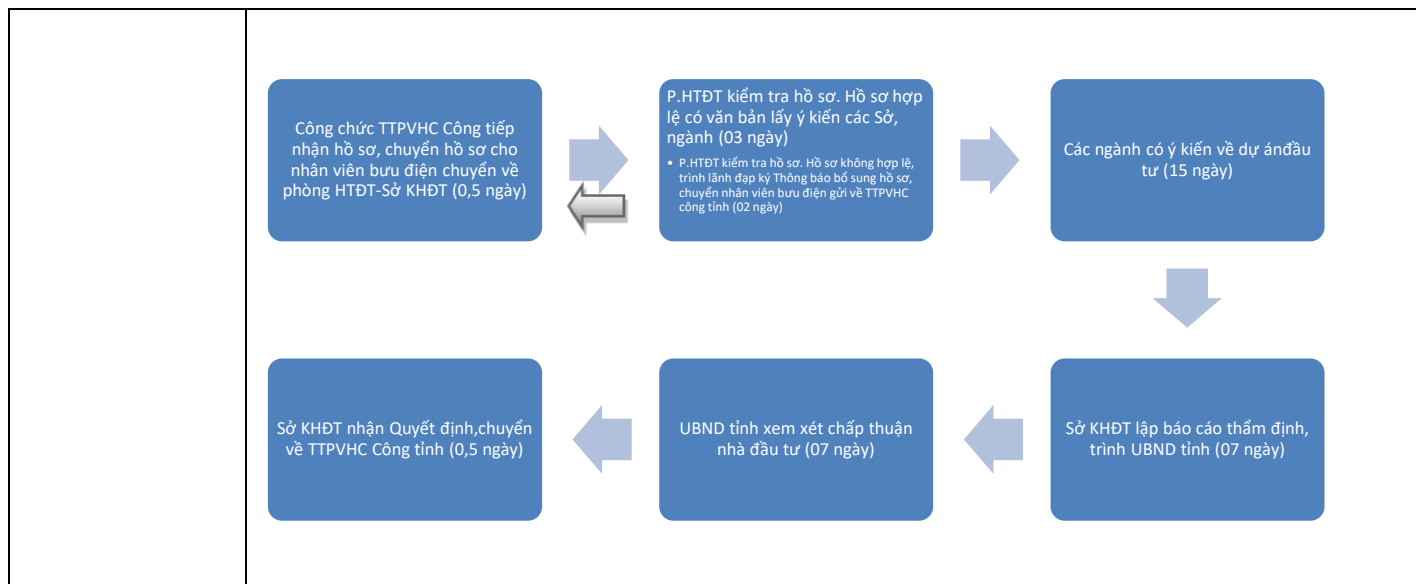 Công chức TTPVHC Công tiếp
nhận hồ sơ, chuyển hồ sơ cho
nhân viên bưu điện chuyển về
phòng HTĐT-Sở KHĐT (0,5 ngày)
P.HTĐT kiểm tra hồ sơ. Hồ sơ hợp
lệ có văn bản lấy ý kiến các Sở,
ngành (03 ngày)
• P.HTĐT kiểm tra hồ sơ. Hồ sơ không hợp lệ,
trình lãnh đạp ký Thông báo bổ sung hồ sơ,
chuyển nhân viên bưu điện gửi về TTPVHC
công tỉnh (02 ngày)
Các ngành có ý kiến về dự ánđầu
tư (15 ngày)
Sở KHĐT lập báo cáo thẩm định,
trình UBND tỉnh (07 ngày)
UBND tỉnh xem xét chấp thuận
nhà đầu tư (07 ngày)
Sở KHĐT nhận Quyết định,chuyển
về TTPVHC Công tỉnh (0,5 ngày)